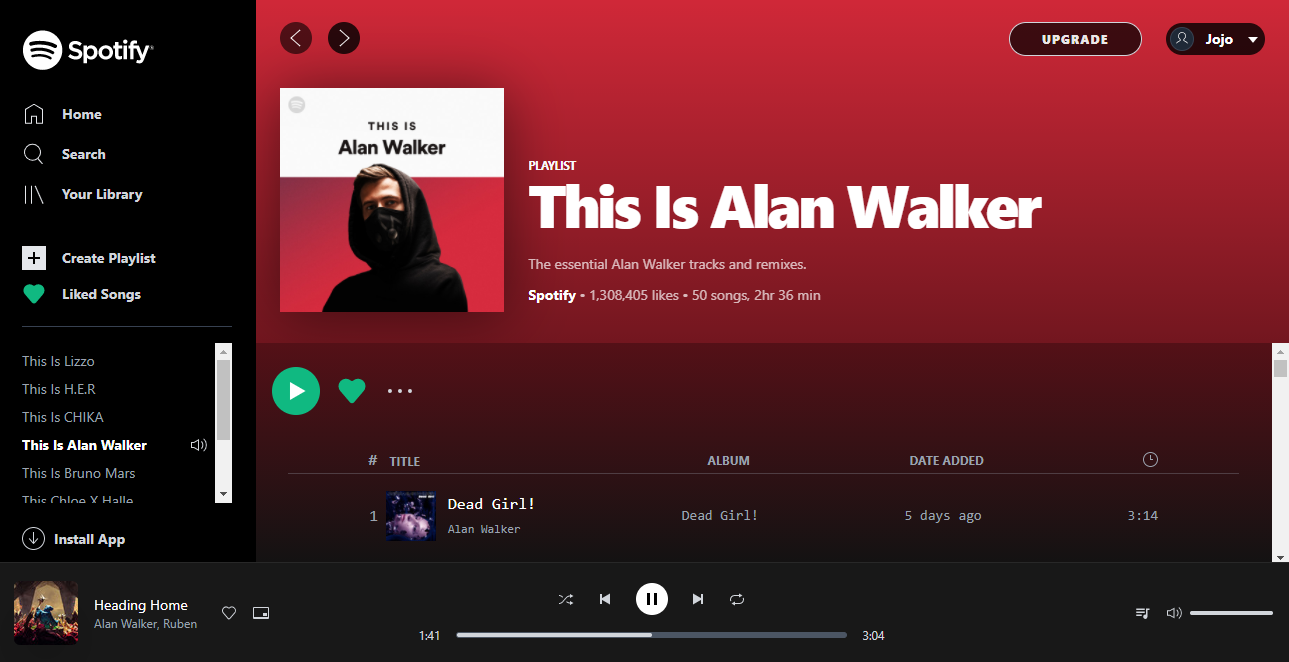 Spotify
Home
Search
Your Library
Create Playlist
Liked Songs
This Is Lizzo
This Is H.E.R
This Is CHIKA
This Is Alan Walker
This Is Bruno Mars
This Chloe X Halle
Install App
UPGRADE
Jojo
THIS IS
Alan Walker
PLAYLIST
This Is Alan Walker
The essential Alan Walker tracks and remixes.
Spotify • 1,308,405 likes • 50 songs, 2hr 36 min
# TITLE ALBUM DATE ADDED
1 Dead Girl! Dead Girl! 5 days ago 3:14
Alan Walker
Heading Home
Alan Walker, Ruben
1:41 3:04